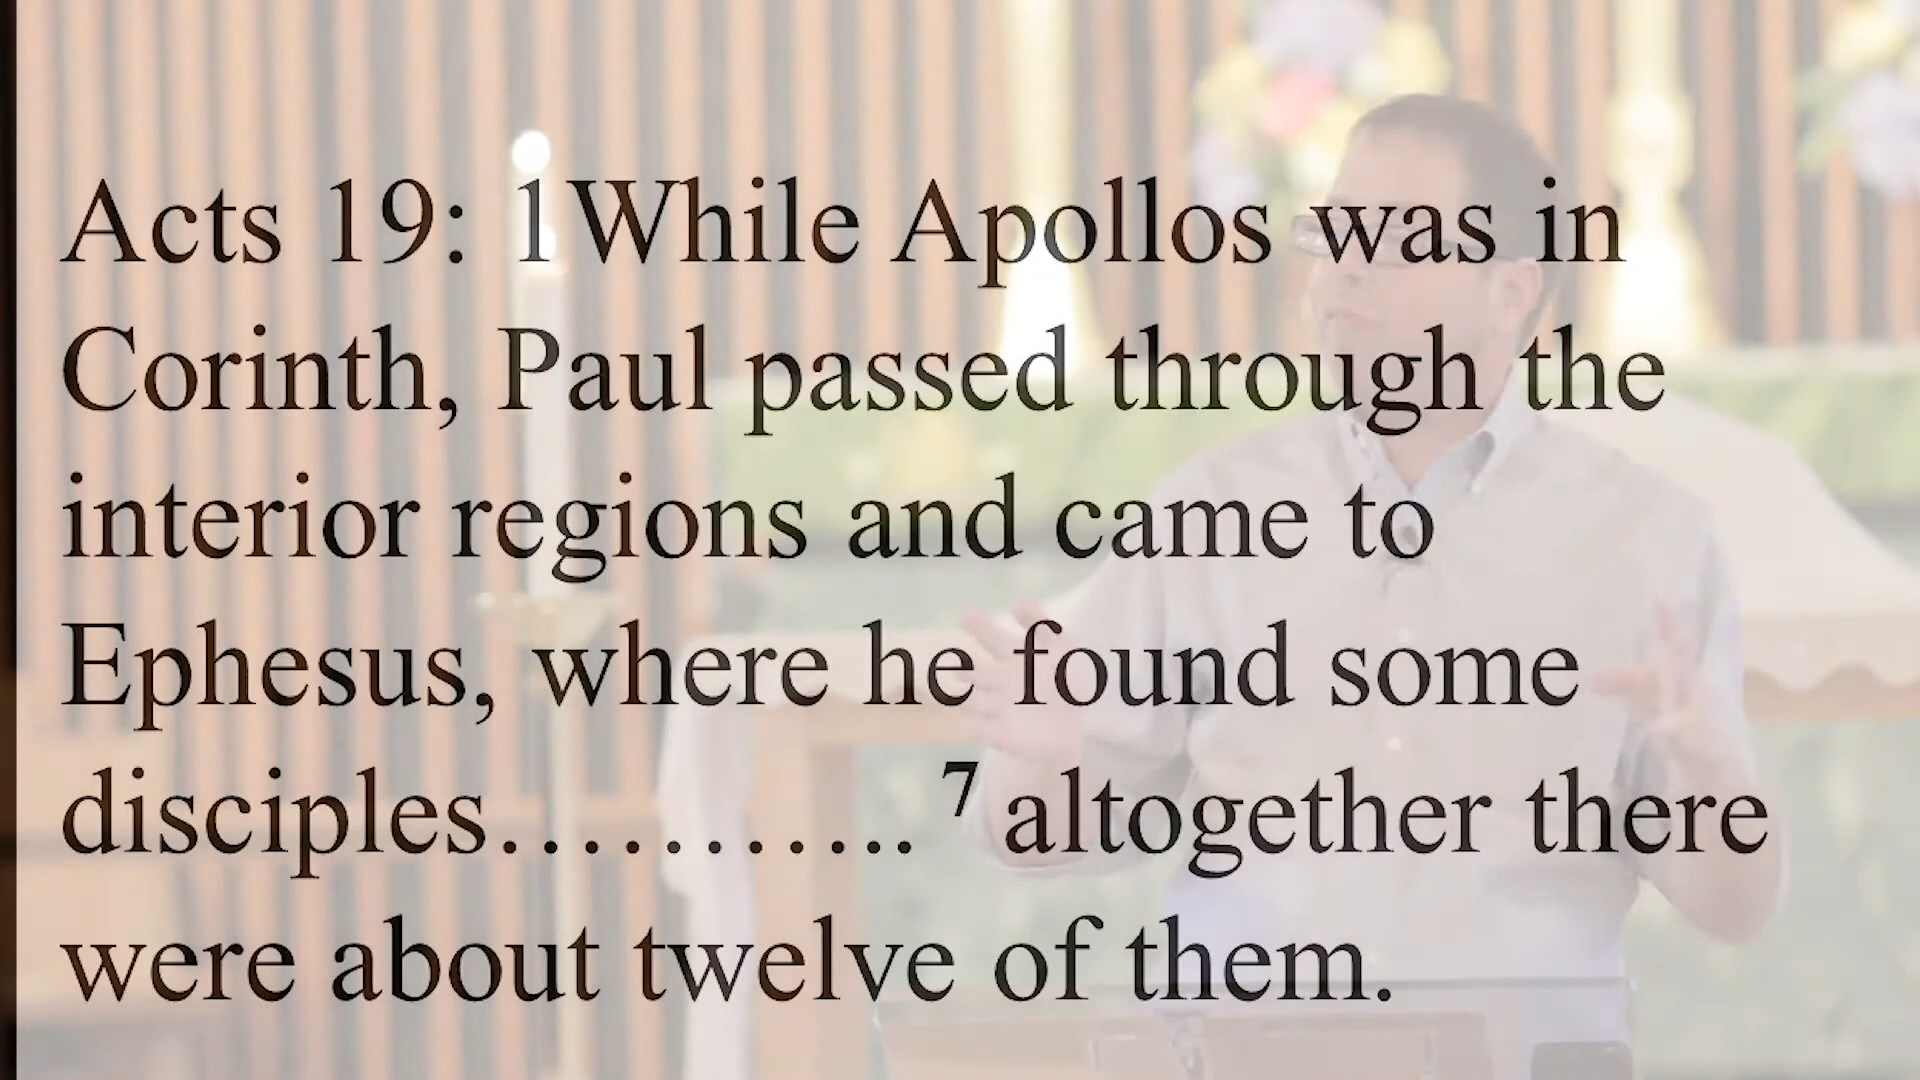 Acts 19: 1While Apollos was in
Corinth, Paul passed through the
interior regions and came to
Ephesus, where he found some
disciples……….. ⁷ altogether there
were about twelve of them.